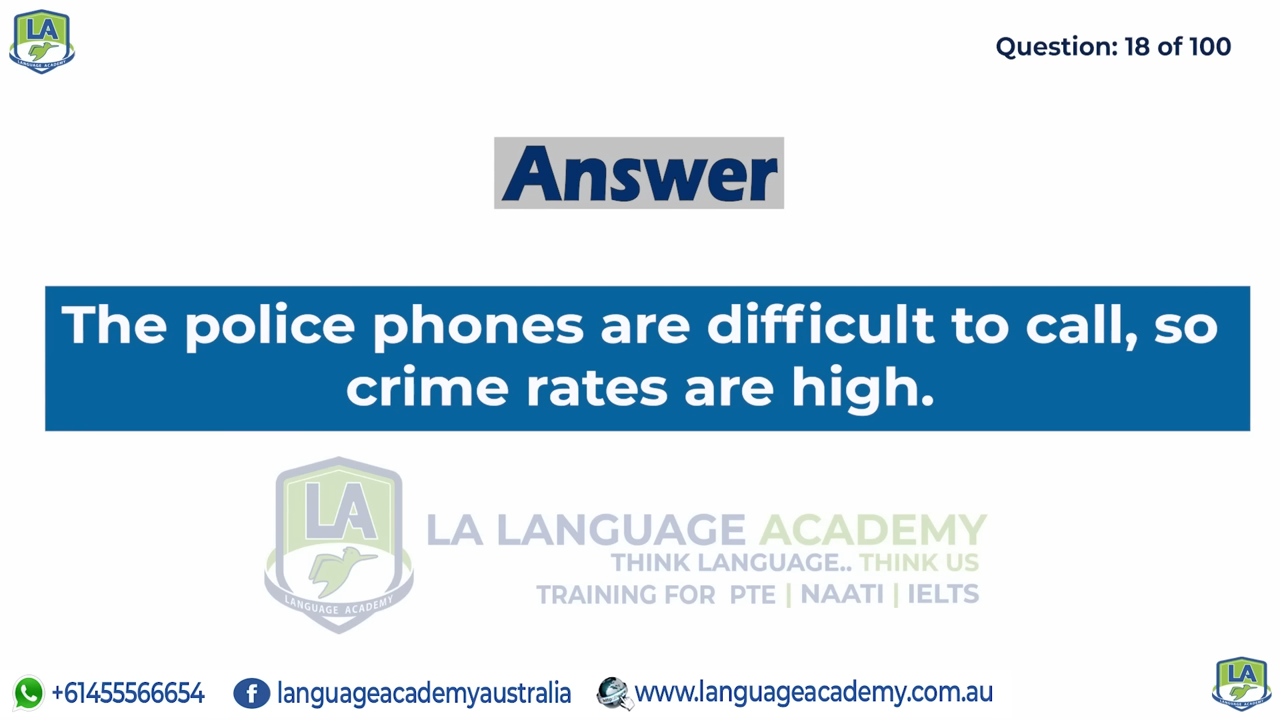 LA
LANGUAGE ACADEMY
Question: 18 of 100
Answer
The police phones are difficult to call, so
crime rates are high.
LA
LANGUAGE ACADEMY
LA LANGUAGE ACADEMY
THINK LANGUAGE.. THINK US
TRAINING FOR PTE | NAATI | IELTS
+61455566654
languageacademyaustralia
www.languageacademy.com.au
LA
LANGUAGE ACADEMY